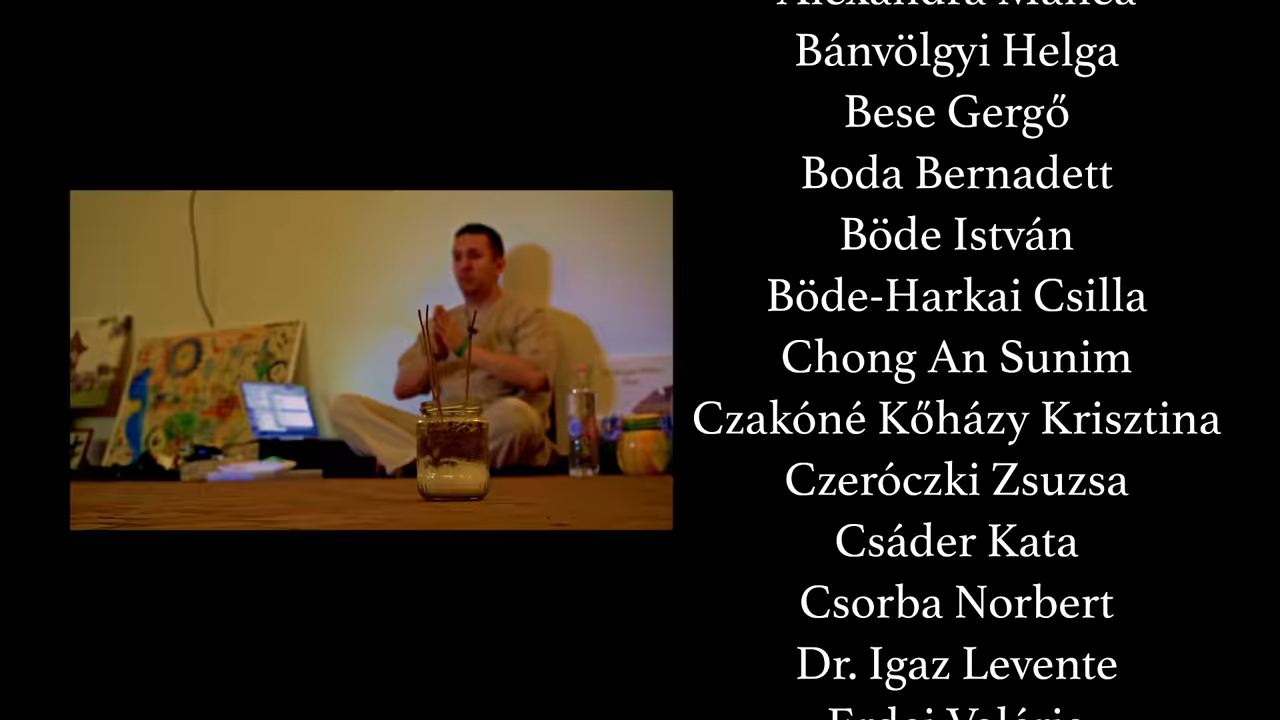 Bánvölgyi Helga
Bese Gergő
Boda Bernadett
Böde István
Böde-Harkai Csilla
Chong An Sunim
Czakóné Kőházy Krisztina
Czeróczki Zsuzsa
Csáder Kata
Csorba Norbert
Dr. Igaz Levente